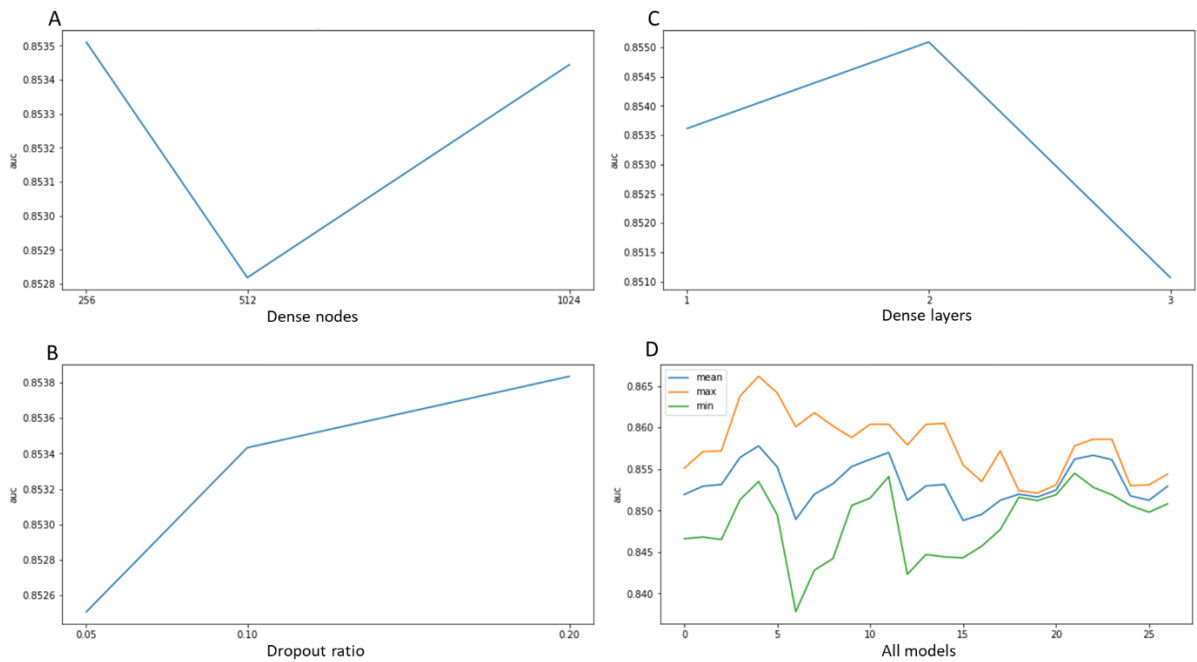 A
0.8535
0.8534
0.8533
0.8532
0.8531
0.8530
0.8529
0.8528
auc
256 512 1024
Dense nodes
C
0.8550
0.8545
0.8540
0.8535
0.8530
0.8525
0.8520
0.8515
0.8510
auc
1 2 3
Dense layers
B
0.8538
0.8536
0.8534
0.8532
0.8530
0.8528
0.8526
auc
0.05 0.10 0.20
Dropout ratio
D
mean
max
min
0.865
0.860
0.855
0.850
0.845
0.840
auc
0 5 10 15 20 25
All models